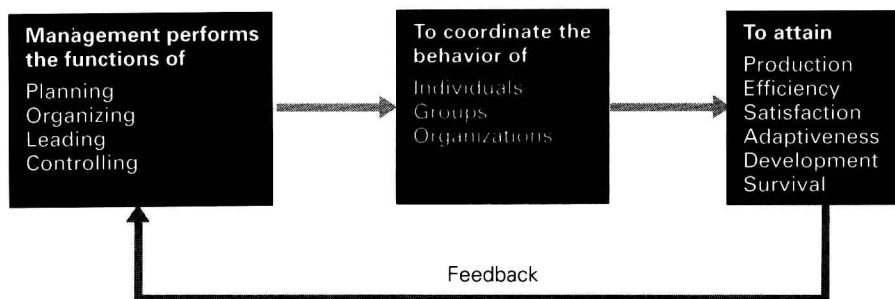 Management performs
the functions of
Planning
Organizing
Leading
Controlling
To coordinate the
behavior of
Individuals
Groups
Organizations
To attain
Production
Efficiency
Satisfaction
Adaptiveness
Development
Survival
Feedback